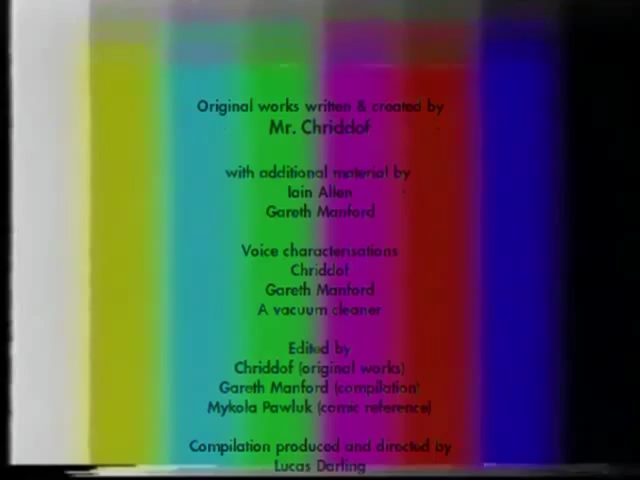 Original works written & created by
Mr. Chriddof
with additional material by
Iain Allen
Gareth Manford
Voice characterisations
Chriddof
Gareth Manford
A vacuum cleaner
Edited by
Chriddof (original works)
Gareth Manford (compilation)
Mykola Pawluk (comic reference)
Compilation produced and directed by
Lucas Darling